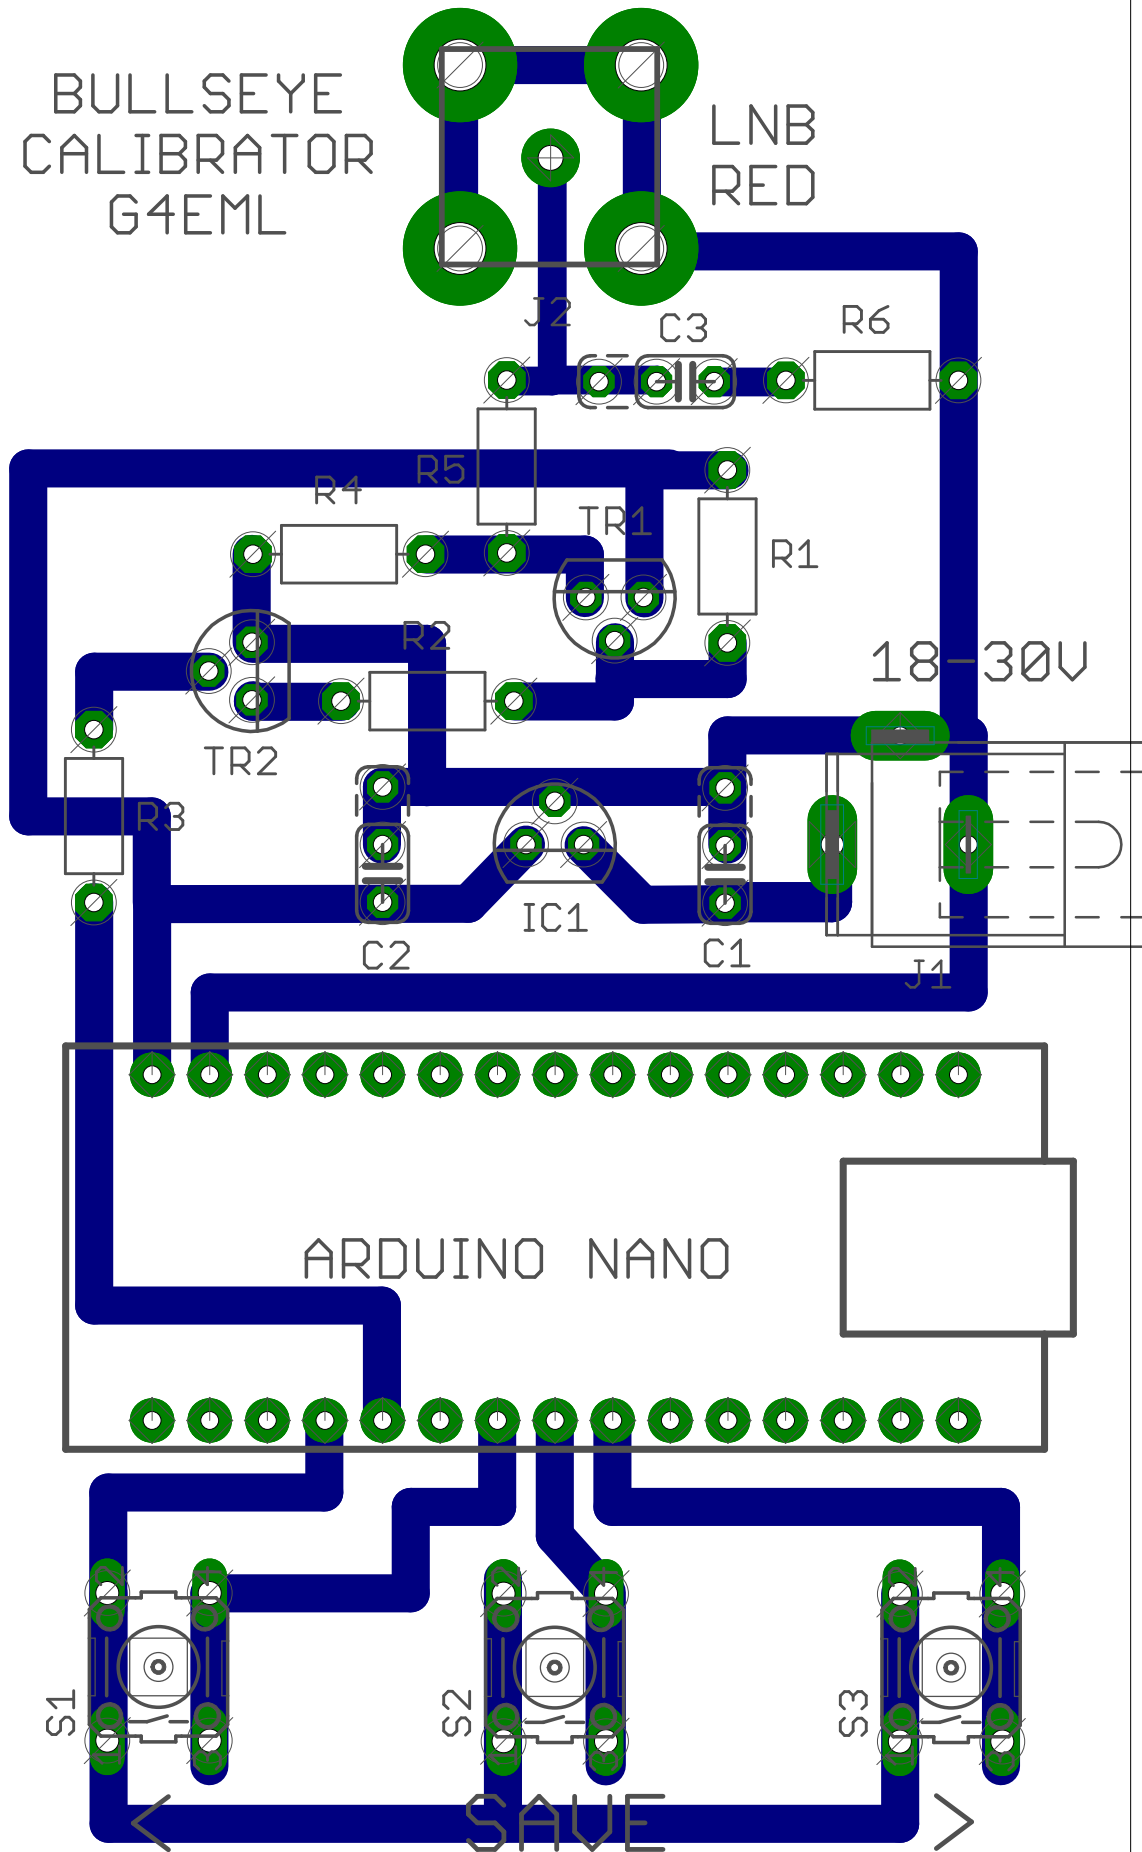 BULLSEYE
CALIBRATOR
G4EML
LNB
RED
J2
C3
R6
R5
R4
TR1
R1
R2
18-30V
TR2
R3
IC1
C2
C1
J1
ARDUINO NANO
S1
S2
S3
<
SAVE
>